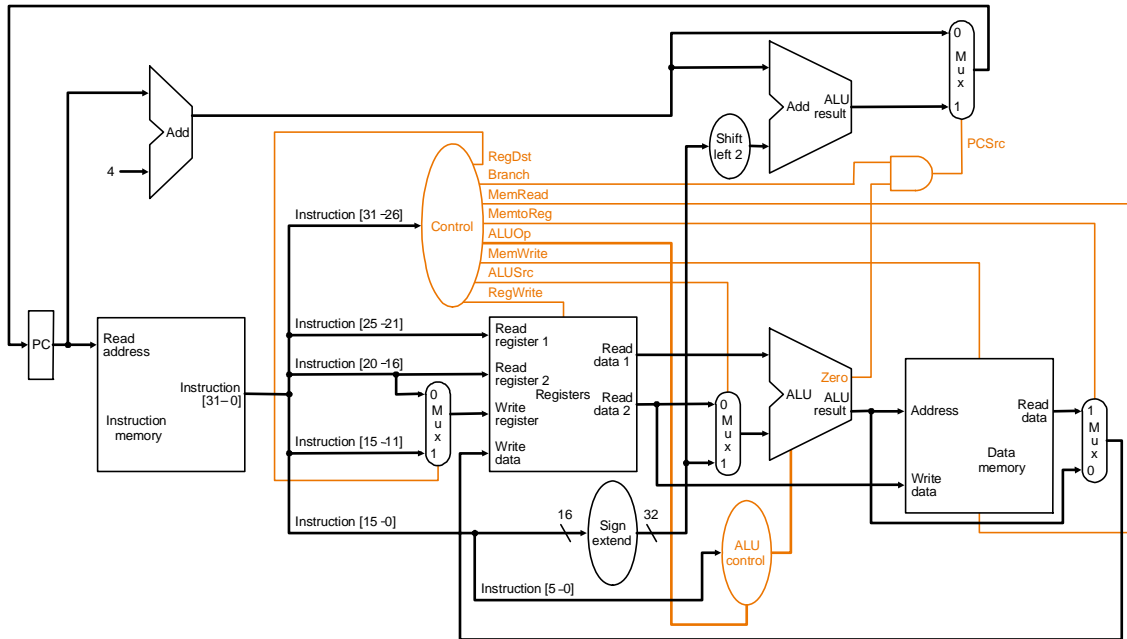 0
M
u
x
1
Add
ALU
result
Add
Shift
left 2
PCSrc
4
RegDst
Branch
MemRead
MemtoReg
ALUOp
MemWrite
ALUSrc
RegWrite
Control
Instruction [31-26]
Instruction [25-21]
Instruction [20-16]
Instruction [15-11]
Instruction [15-0]
Instruction [5-0]
PC
Read
address
Instruction
[31-0]
Instruction
memory
0
M
u
x
1
Read
register 1
Read
register 2
Write
register
Write
data
Registers
Read
data 1
Read
data 2
0
M
u
x
1
Zero
ALU
ALU
result
Address
Read
data
Data
memory
Write
data
1
M
u
x
0
16
Sign
extend
32
ALU
control